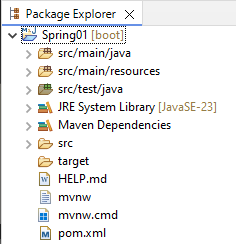 Package Explorer
Spring01 [boot]
src/main/java
src/main/resources
src/test/java
JRE System Library [JavaSE-23]
Maven Dependencies
src
target
HELP.md
mvnw
mvnw.cmd
pom.xml